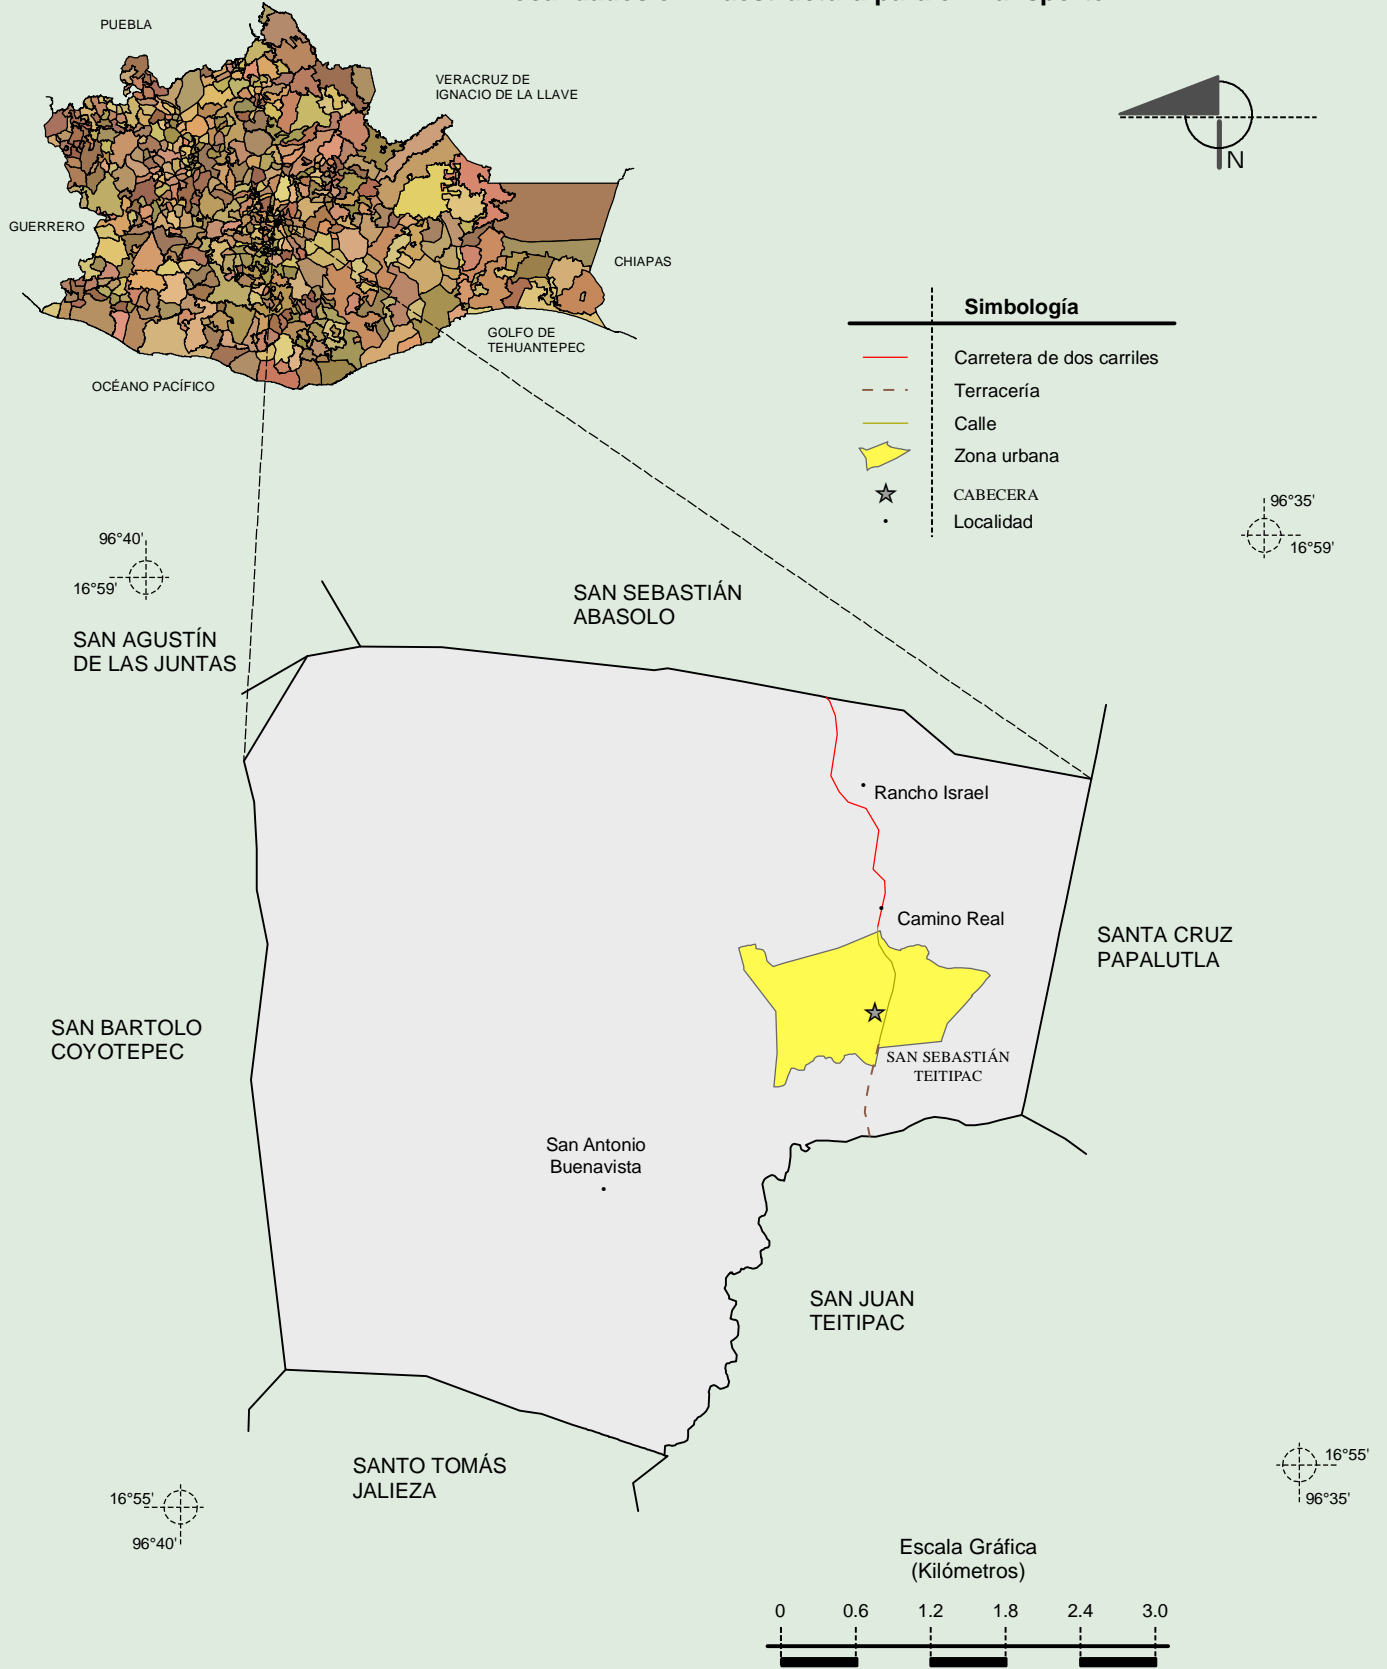 PUEBLA
VERACRUZ DE
IGNACIO DE LA LLAVE
N
GUERRERO
CHIAPAS
GOLFO DE
TEHUANTEPEC
OCÉANO PACÍFICO
Simbología
Carretera de dos carriles
Terracería
Calle
Zona urbana
CABECERA
Localidad
96°40'
16°59'
96°35'
16°59'
SAN SEBASTIÁN
ABASOLO
SAN AGUSTÍN
DE LAS JUNTAS
Rancho Israel
Camino Real
SANTA CRUZ
PAPALUTLA
SAN BARTOLO
COYOTEPEC
SAN SEBASTIÁN
TEITIPAC
San Antonio
Buenavista
SAN JUAN
TEITIPAC
SANTO TOMÁS
JALIEZA
16°55'
96°40'
16°55'
96°35'
Escala Gráfica
(Kilómetros)
0 0.6 1.2 1.8 2.4 3.0